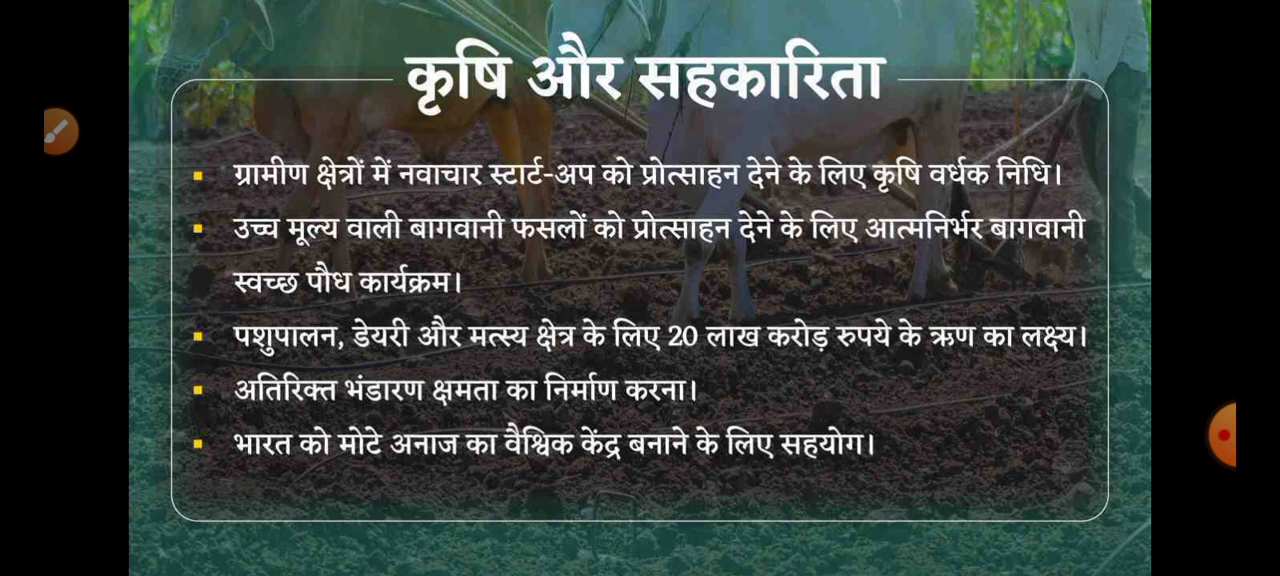 कृषि और सहकारिता
ग्रामीण क्षेत्रों में नवाचार स्टार्ट-अप को प्रोत्साहन देने के लिए कृषि वर्धक निधि।
उच्च मूल्य वाली बागवानी फसलों को प्रोत्साहन देने के लिए आत्मनिर्भर बागवानी
स्वच्छ पौध कार्यक्रम।
पशुपालन, डेयरी और मत्स्य क्षेत्र के लिए 20 लाख करोड़ रुपये के ऋण का लक्ष्य।
अतिरिक्त भंडारण क्षमता का निर्माण करना।
भारत को मोटे अनाज का वैश्विक केंद्र बनाने के लिए सहयोग।